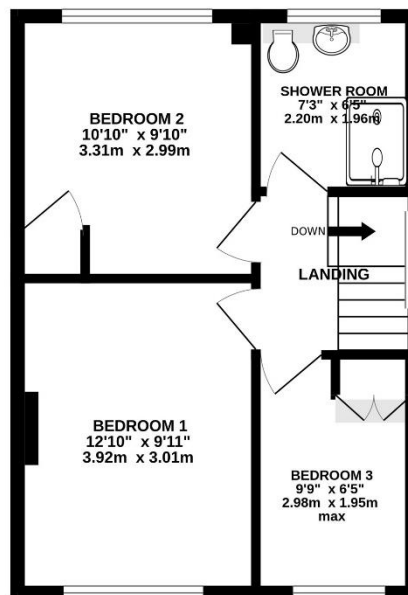 BEDROOM 2
10'10" x 9'10"
3.31m x 2.99m
SHOWER ROOM
7'3" x 6'5"
2.20m x 1.96m
DOWN
LANDING
BEDROOM 1
12'10" x 9'11"
3.92m x 3.01m
BEDROOM 3
9'9" x 6'5"
2.98m x 1.95m
max